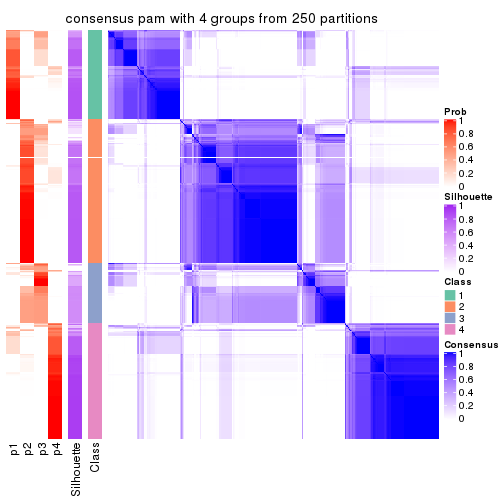 consensus pam with 4 groups from 250 partitions
Prob
1
0.8
0.6
0.4
0.2
0
Silhouette
1
0.8
0.6
0.4
0.2
0
Class
1
2
3
4
Consensus
1
0.8
0.6
0.4
0.2
0
p1
p2
p3
p4
Silhouette
Class